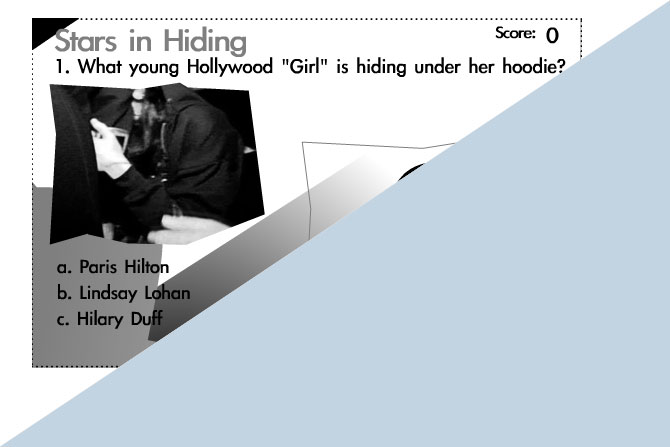 Stars in Hiding
Score: 0
1. What young Hollywood "Girl" is hiding under her hoodie?
a. Paris Hilton
b. Lindsay Lohan
c. Hilary Duff